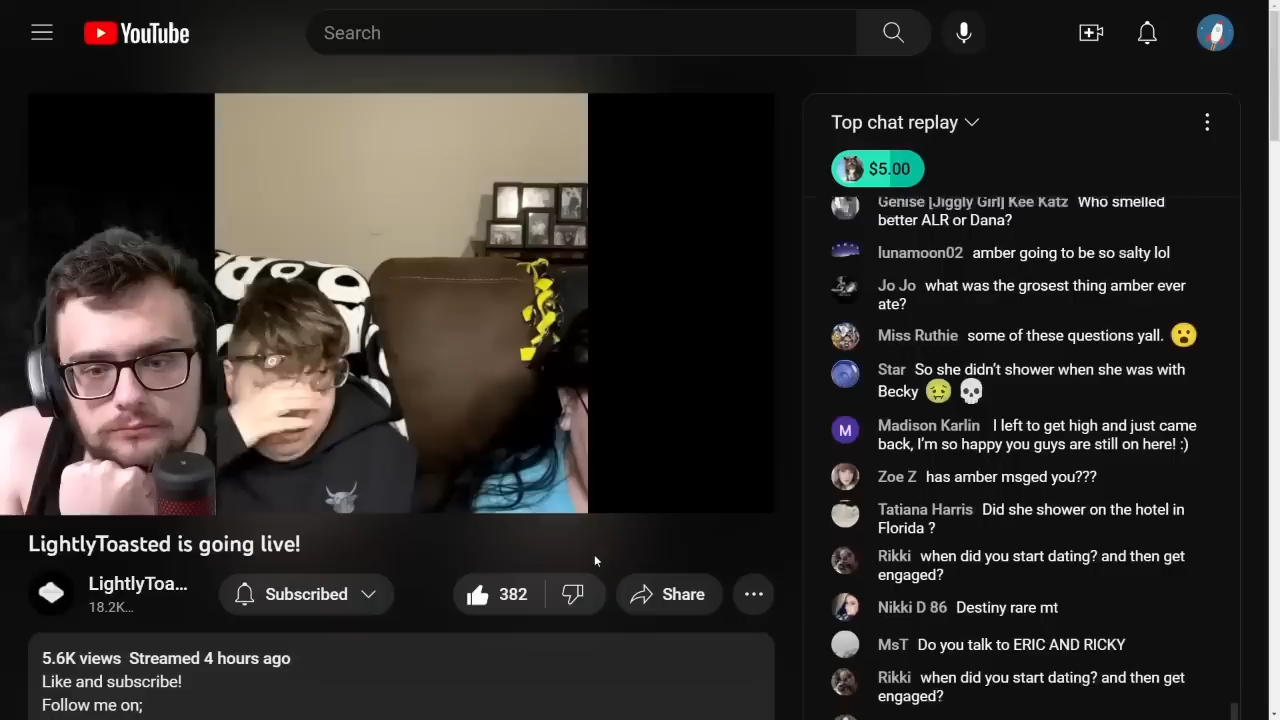 YouTube
Search
Top chat replay
$5.00
Genise [Jiggly Girl] Kee Katz Who smelled
better ALR or Dana?
lunamoon02 amber going to be so salty lol
Jo Jo what was the grosest thing amber ever
ate?
Miss Ruthie some of these questions yall.
Star So she didn't shower when she was with
Becky
M
Madison Karlin I left to get high and just came
back, I'm so happy you guys are still on here! :)
Zoe Z has amber msged you???
Tatiana Harris Did she shower on the hotel in
Florida ?
Rikki when did you start dating? and then get
engaged?
Nikki D 86 Destiny rare mt
MsT Do you talk to ERIC AND RICKY
Rikki when did you start dating? and then get
engaged?
LightlyToasted is going live!
LightlyToa...
18.2K...
Subscribed
382
Share
5.6K views Streamed 4 hours ago
Like and subscribe!
Follow me on;